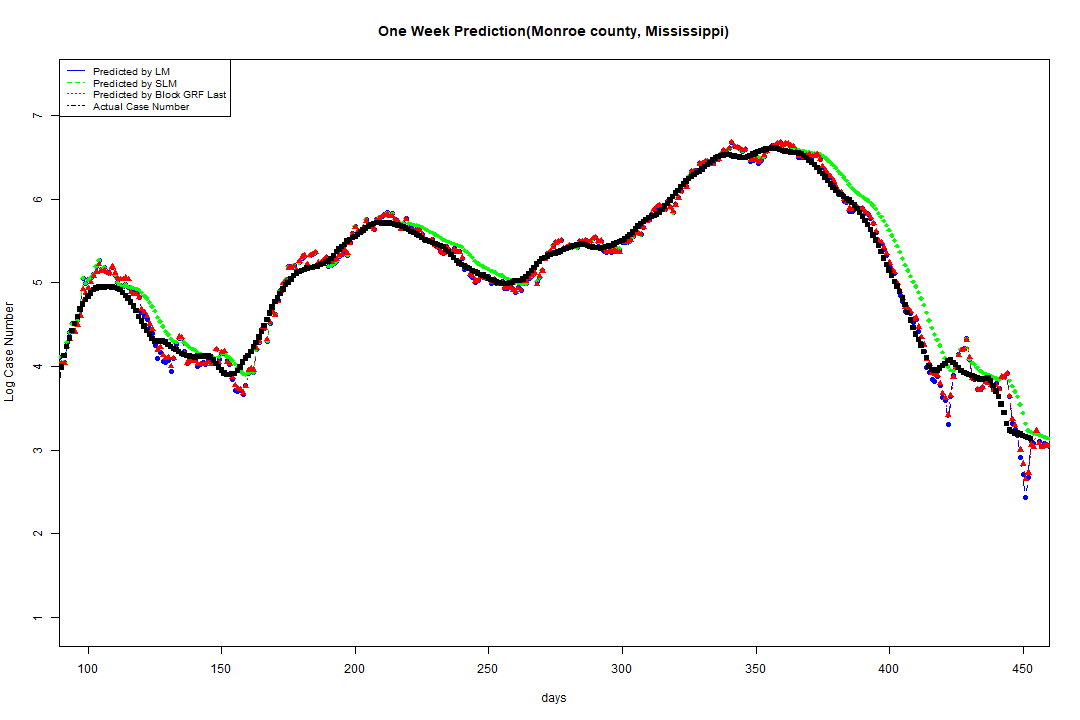 One Week Prediction(Monroe county, Mississippi)
Predicted by LM
Predicted by SLM
Predicted by Block GRF Last
Actual Case Number
7
6
5
4
3
2
1
Log Case Number
100 150 200 250 300 350 400 450
days